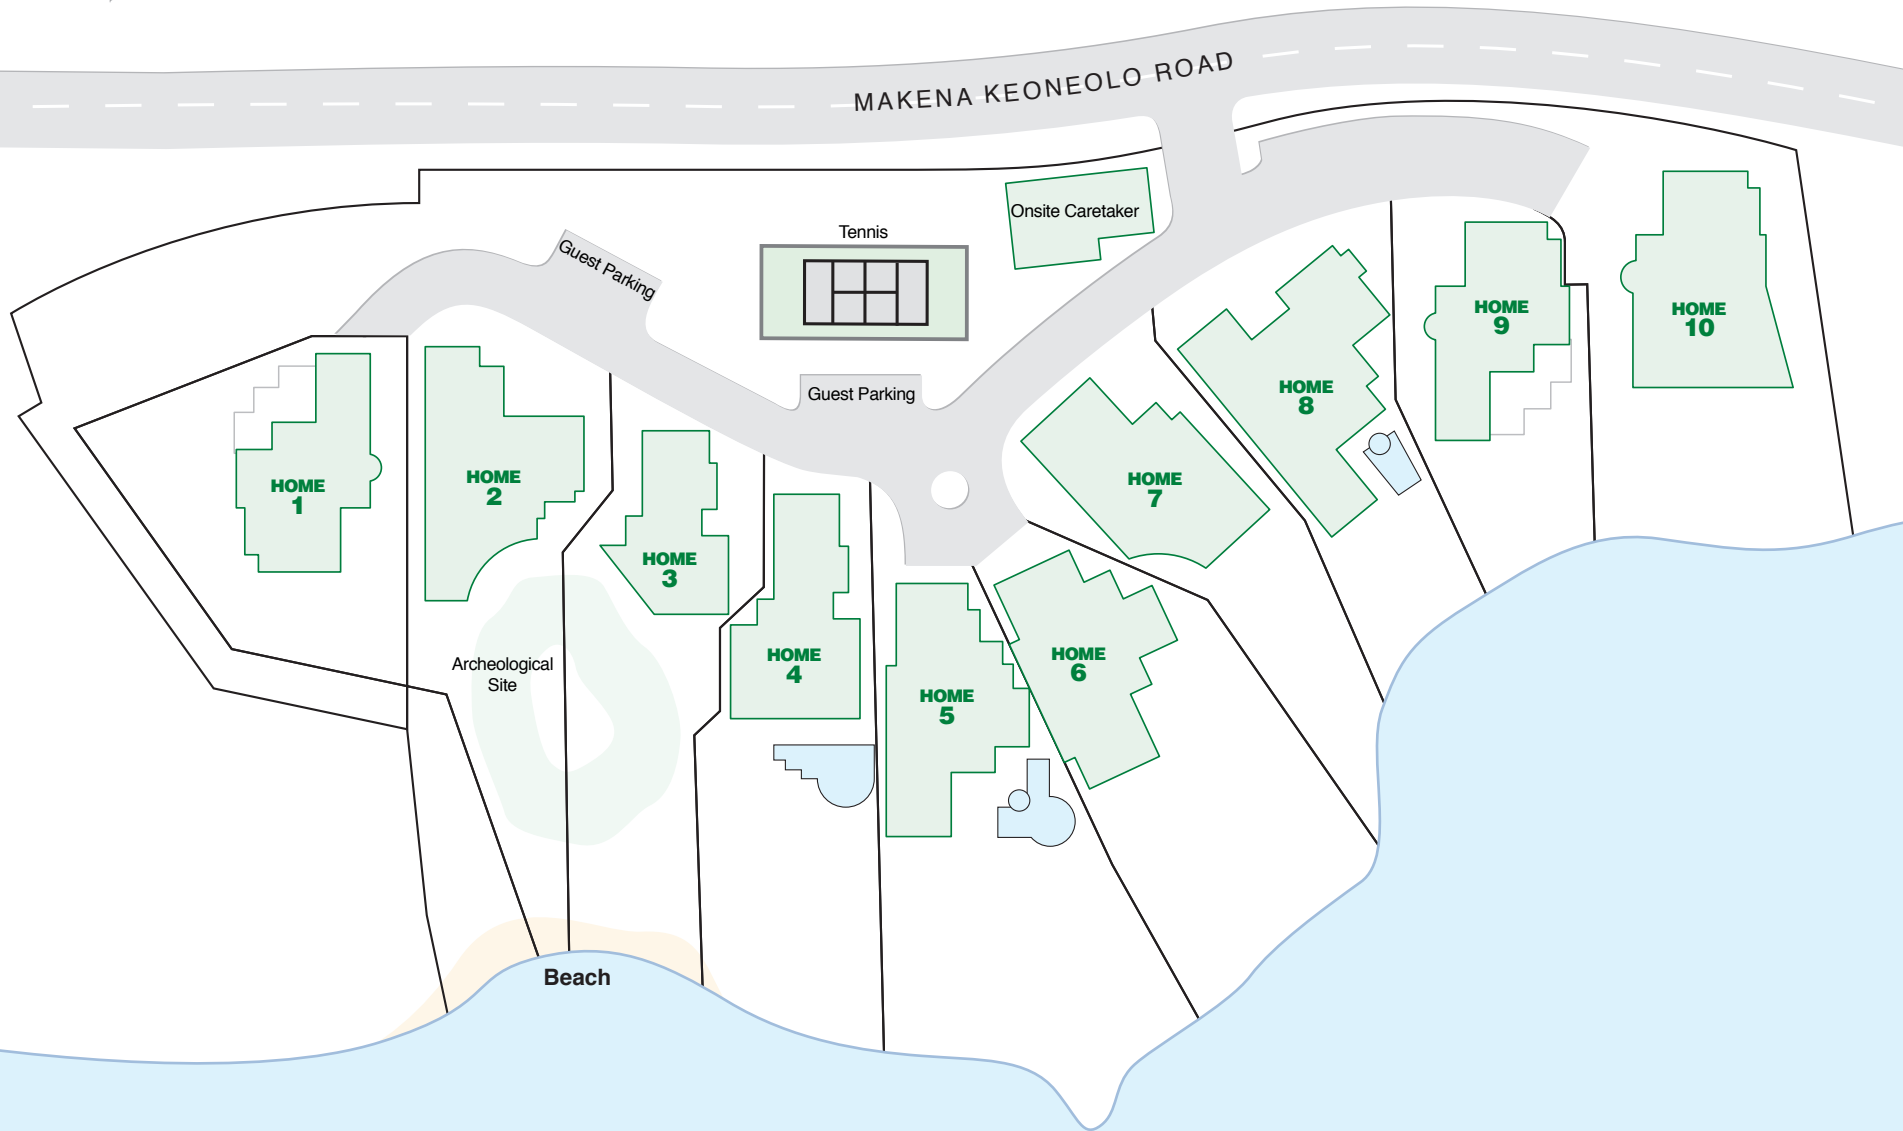 MAKENA KEONEOLO ROAD
Onsite Caretaker
Tennis
Guest Parking
Guest Parking
HOME
1
HOME
2
HOME
3
HOME
4
HOME
5
HOME
6
HOME
7
HOME
8
HOME
9
HOME
10
Archeological
Site
Beach